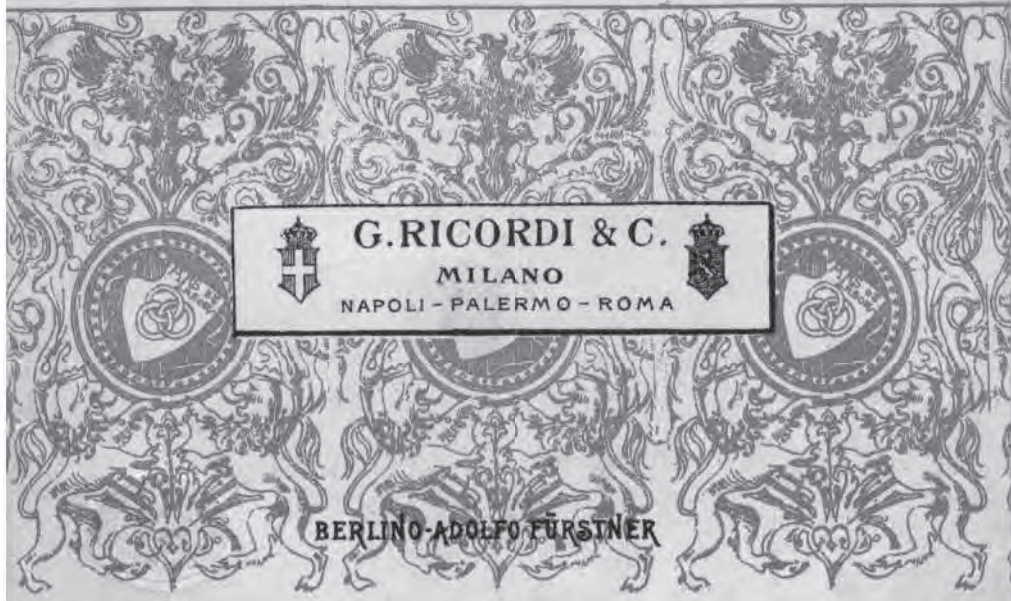 G. RICORDI & C.
MILANO
NAPOLI - PALERMO - ROMA
BERLINO - ADOLFO FÜRSTNER